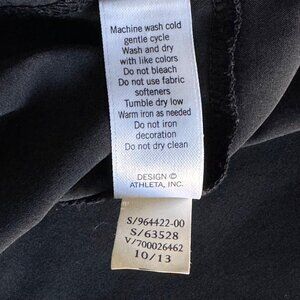 Machine wash cold
gentle cycle
Wash and dry
with like colors
Do not bleach
Do not use fabric
softeners
Tumble dry low
Warm iron as needed
Do not iron
decoration
Do not dry clean
DESIGN ©
ATHLETA, INC.
S/964422-00
S/63528
V/700026462
10/13